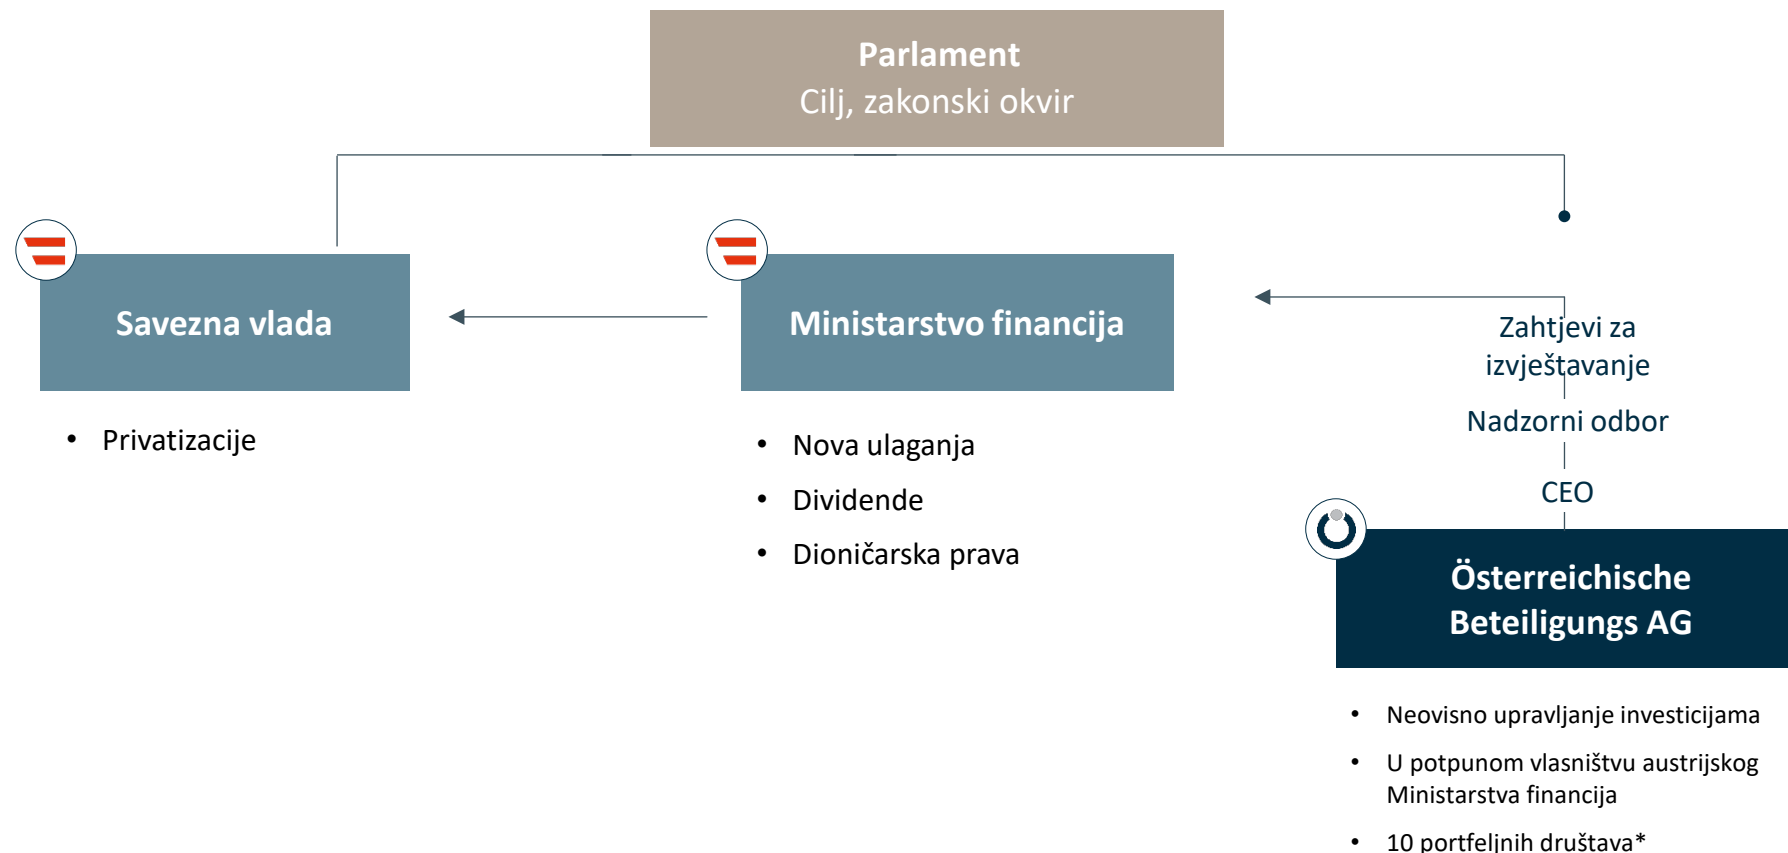 Parlament
Cilj, zakonski okvir
Savezna vlada
• Privatizacije
Ministarstvo financija
• Nova ulaganja
• Dividende
• Dioničarska prava
Zahtjevi za
izvještavanje
Nadzorni odbor
CEO
Österreichische
Beteiligungs AG
• Neovisno upravljanje investicijama
• U potpunom vlasništvu austrijskog
Ministarstva financija
• 10 portfeljnih društava*